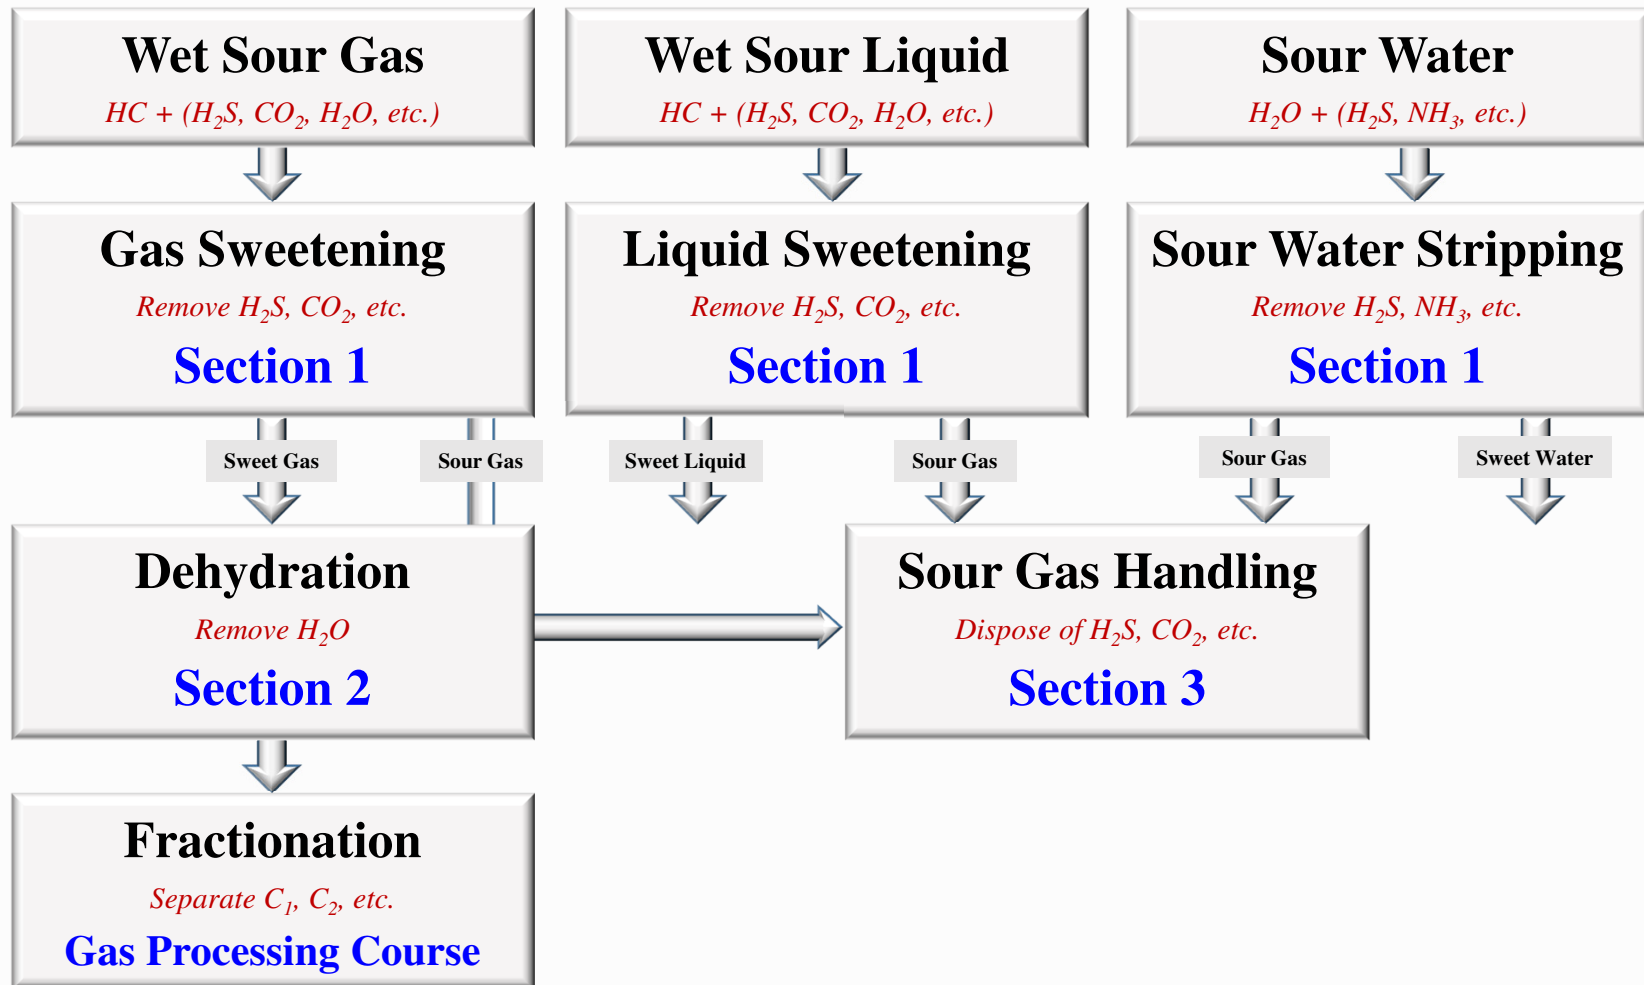 Wet Sour Gas
HC + (H₂S, CO₂, H₂O, etc.)
Wet Sour Liquid
HC + (H₂S, CO₂, H₂O, etc.)
Sour Water
H₂O + (H₂S, NH₃, etc.)
Gas Sweetening
Remove H₂S, CO₂, etc.
Section 1
Liquid Sweetening
Remove H₂S, CO₂, etc.
Section 1
Sour Water Stripping
Remove H₂S, NH₃, etc.
Section 1
Sweet Gas
Sour Gas
Sweet Liquid
Sour Gas
Sour Gas
Sweet Water
Dehydration
Remove H₂O
Section 2
Sour Gas Handling
Dispose of H₂S, CO₂, etc.
Section 3
Fractionation
Separate C₁, C₂, etc.
Gas Processing Course